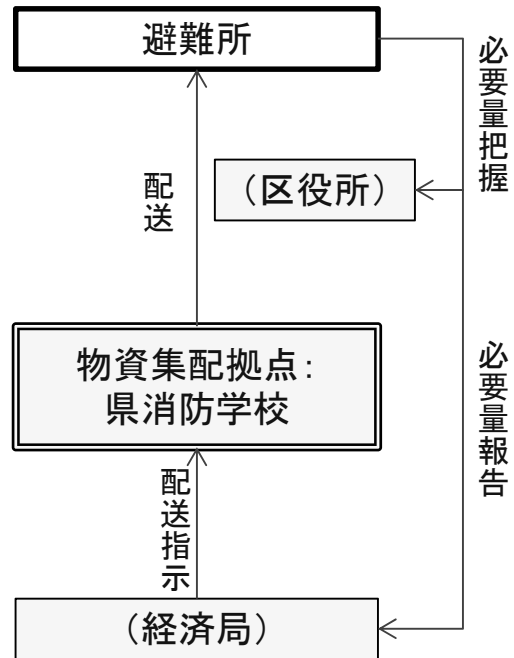 避難所
必要量把握
配送
（区役所）
物資集配拠点：
県消防学校
必要量報告
配送指示
（経済局）